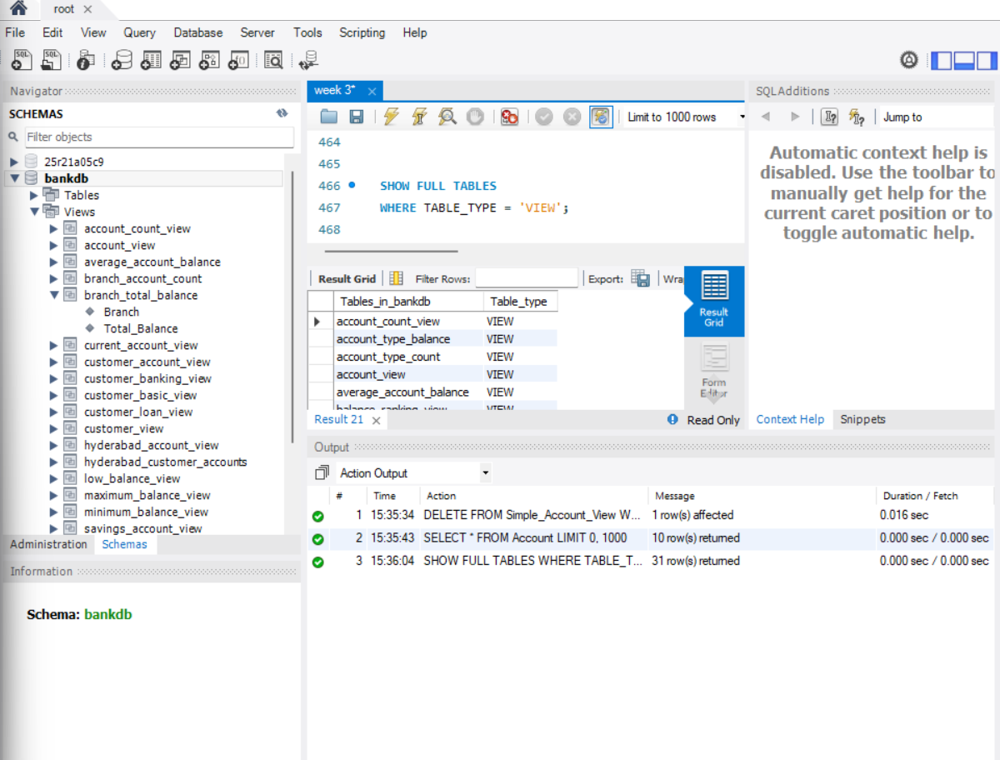 root
File Edit View Query Database Server Tools Scripting Help
Navigator
SCHEMAS
Filter objects
25r21a05c9
bankdb
Tables
Views
account_count_view
account_view
average_account_balance
branch_account_count
branch_total_balance
Branch
Total_Balance
current_account_view
customer_account_view
customer_banking_view
customer_basic_view
customer_loan_view
customer_view
hyderabad_account_view
hyderabad_customer_accounts
low_balance_view
maximum_balance_view
minimum_balance_view
savings_account_view
Administration Schemas
Information
Schema: bankdb
week 3*
Limit to 1000 rows
464
465
466 SHOW FULL TABLES
467 WHERE TABLE_TYPE = 'VIEW';
468
Result Grid Filter Rows: Export: Wra
Tables_in_bankdb Table_type
account_count_view VIEW
account_type_balance VIEW
account_type_count VIEW
account_view VIEW
average_account_balance VIEW
balance_ranking_view VIEW
Result Grid
Form Editor
Result 21
Read Only
SQLAdditions
Jump to
Automatic context help is
disabled. Use the toolbar to
manually get help for the
current caret position or to
toggle automatic help.
Context Help Snippets
Output
Action Output
# Time Action Message Duration / Fetch
1 15:35:34 DELETE FROM Simple_Account_View W... 1 row(s) affected 0.016 sec
2 15:35:43 SELECT * FROM Account LIMIT 0, 1000 10 row(s) returned 0.000 sec / 0.000 sec
3 15:36:04 SHOW FULL TABLES WHERE TABLE_T... 31 row(s) returned 0.000 sec / 0.000 sec